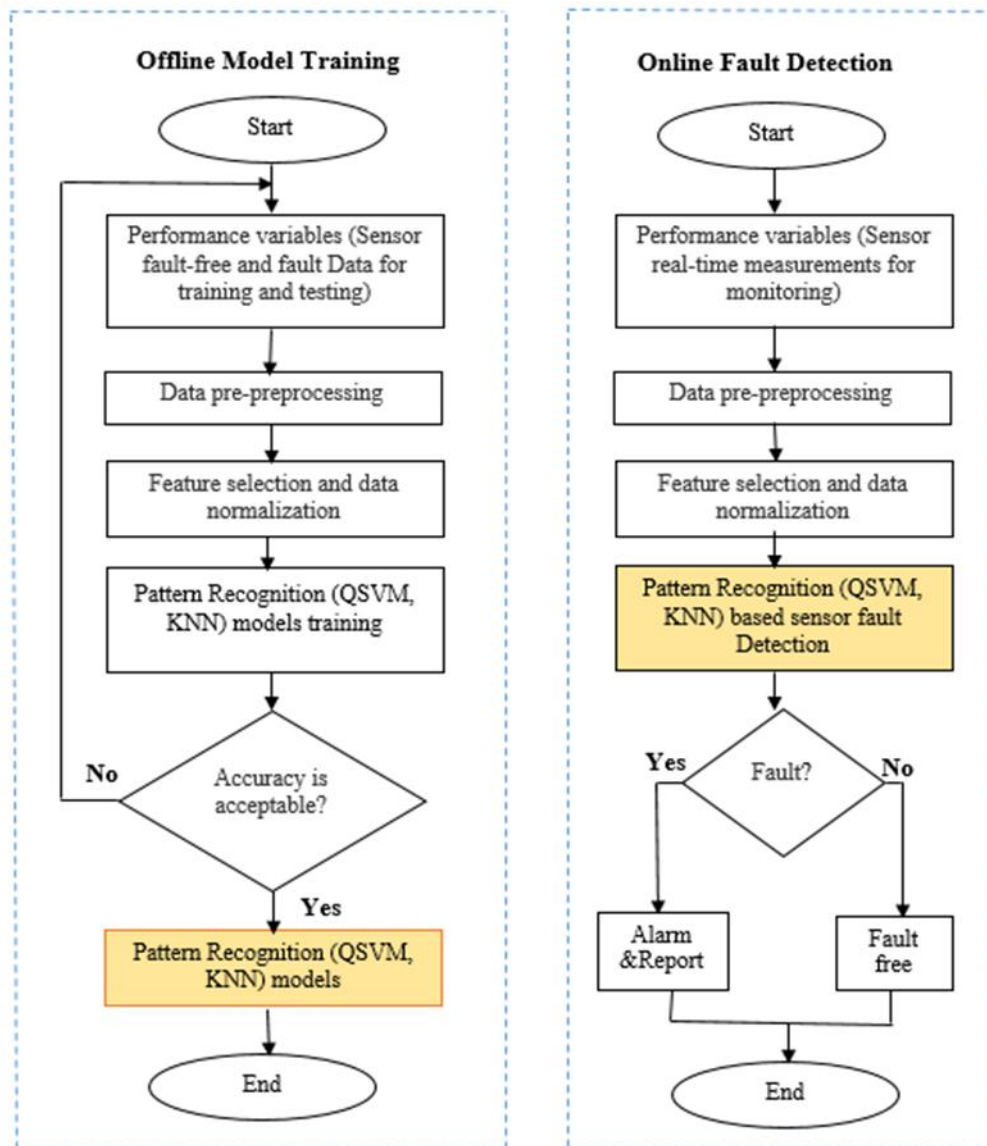 Offline Model Training
Start
Performance variables (Sensor
fault-free and fault Data for
training and testing)
Data pre-preprocessing
Feature selection and data
normalization
Pattern Recognition (QSVM,
KNN) models training
Accuracy is
acceptable?
No
Yes
Pattern Recognition (QSVM,
KNN) models
End
Online Fault Detection
Start
Performance variables (Sensor
real-time measurements for
monitoring)
Data pre-preprocessing
Feature selection and data
normalization
Pattern Recognition (QSVM,
KNN) based sensor fault
Detection
Fault?
Yes
No
Alarm
&Report
Fault
free
End